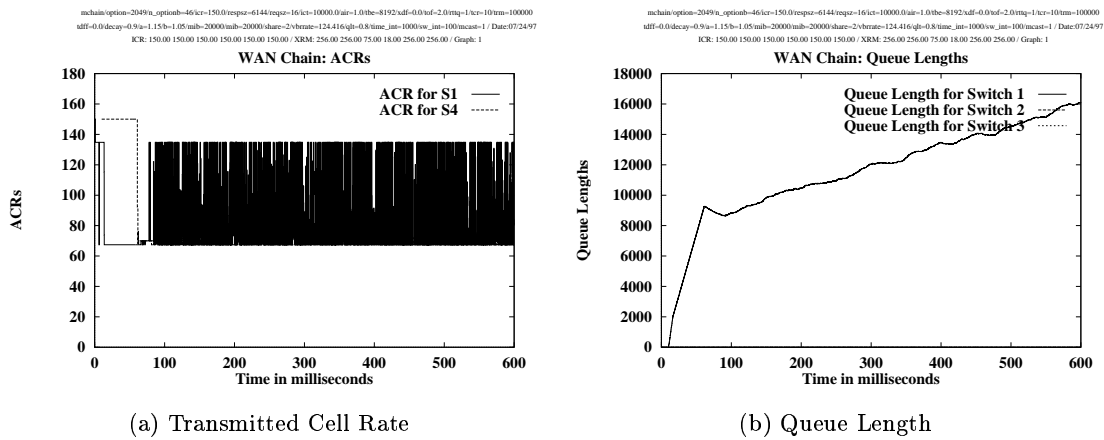 mchain/option=2049/n_optionb=46/icr=150.0/respsz=6144/reqsz=16/ict=10000.0/air=1.0/tbe=8192/xdf=0.0/tof=2.0/rttq=1/tcr=10/trm=100000
tdff=0.0/decay=0.9/a=1.15/b=1.05/mib=20000/mib=20000/share=2/vbrrate=124.416/qlt=0.8/time_int=1000/sw_int=100/mcast=1 / Date:07/24/97
ICR: 150.00 150.00 150.00 150.00 150.00 150.00 / XRM: 256.00 256.00 75.00 18.00 256.00 256.00 / Graph: 1
WAN Chain: ACRs
ACR for S1
ACR for S4
180
160
140
120
100
80
60
40
20
0
ACRs
0 100 200 300 400 500 600
Time in milliseconds
(a) Transmitted Cell Rate
mchain/option=2049/n_optionb=46/icr=150.0/respsz=6144/reqsz=16/ict=10000.0/air=1.0/tbe=8192/xdf=0.0/tof=2.0/rttq=1/tcr=10/trm=100000
tdff=0.0/decay=0.9/a=1.15/b=1.05/mib=20000/mib=20000/share=2/vbrrate=124.416/qlt=0.8/time_int=1000/sw_int=100/mcast=1 / Date:07/24/97
ICR: 150.00 150.00 150.00 150.00 150.00 150.00 / XRM: 256.00 256.00 75.00 18.00 256.00 256.00 / Graph: 1
WAN Chain: Queue Lengths
Queue Length for Switch 1
Queue Length for Switch 2
Queue Length for Switch 3
18000
16000
14000
12000
10000
8000
6000
4000
2000
0
Queue Lengths
0 100 200 300 400 500 600
Time in milliseconds
(b) Queue Length